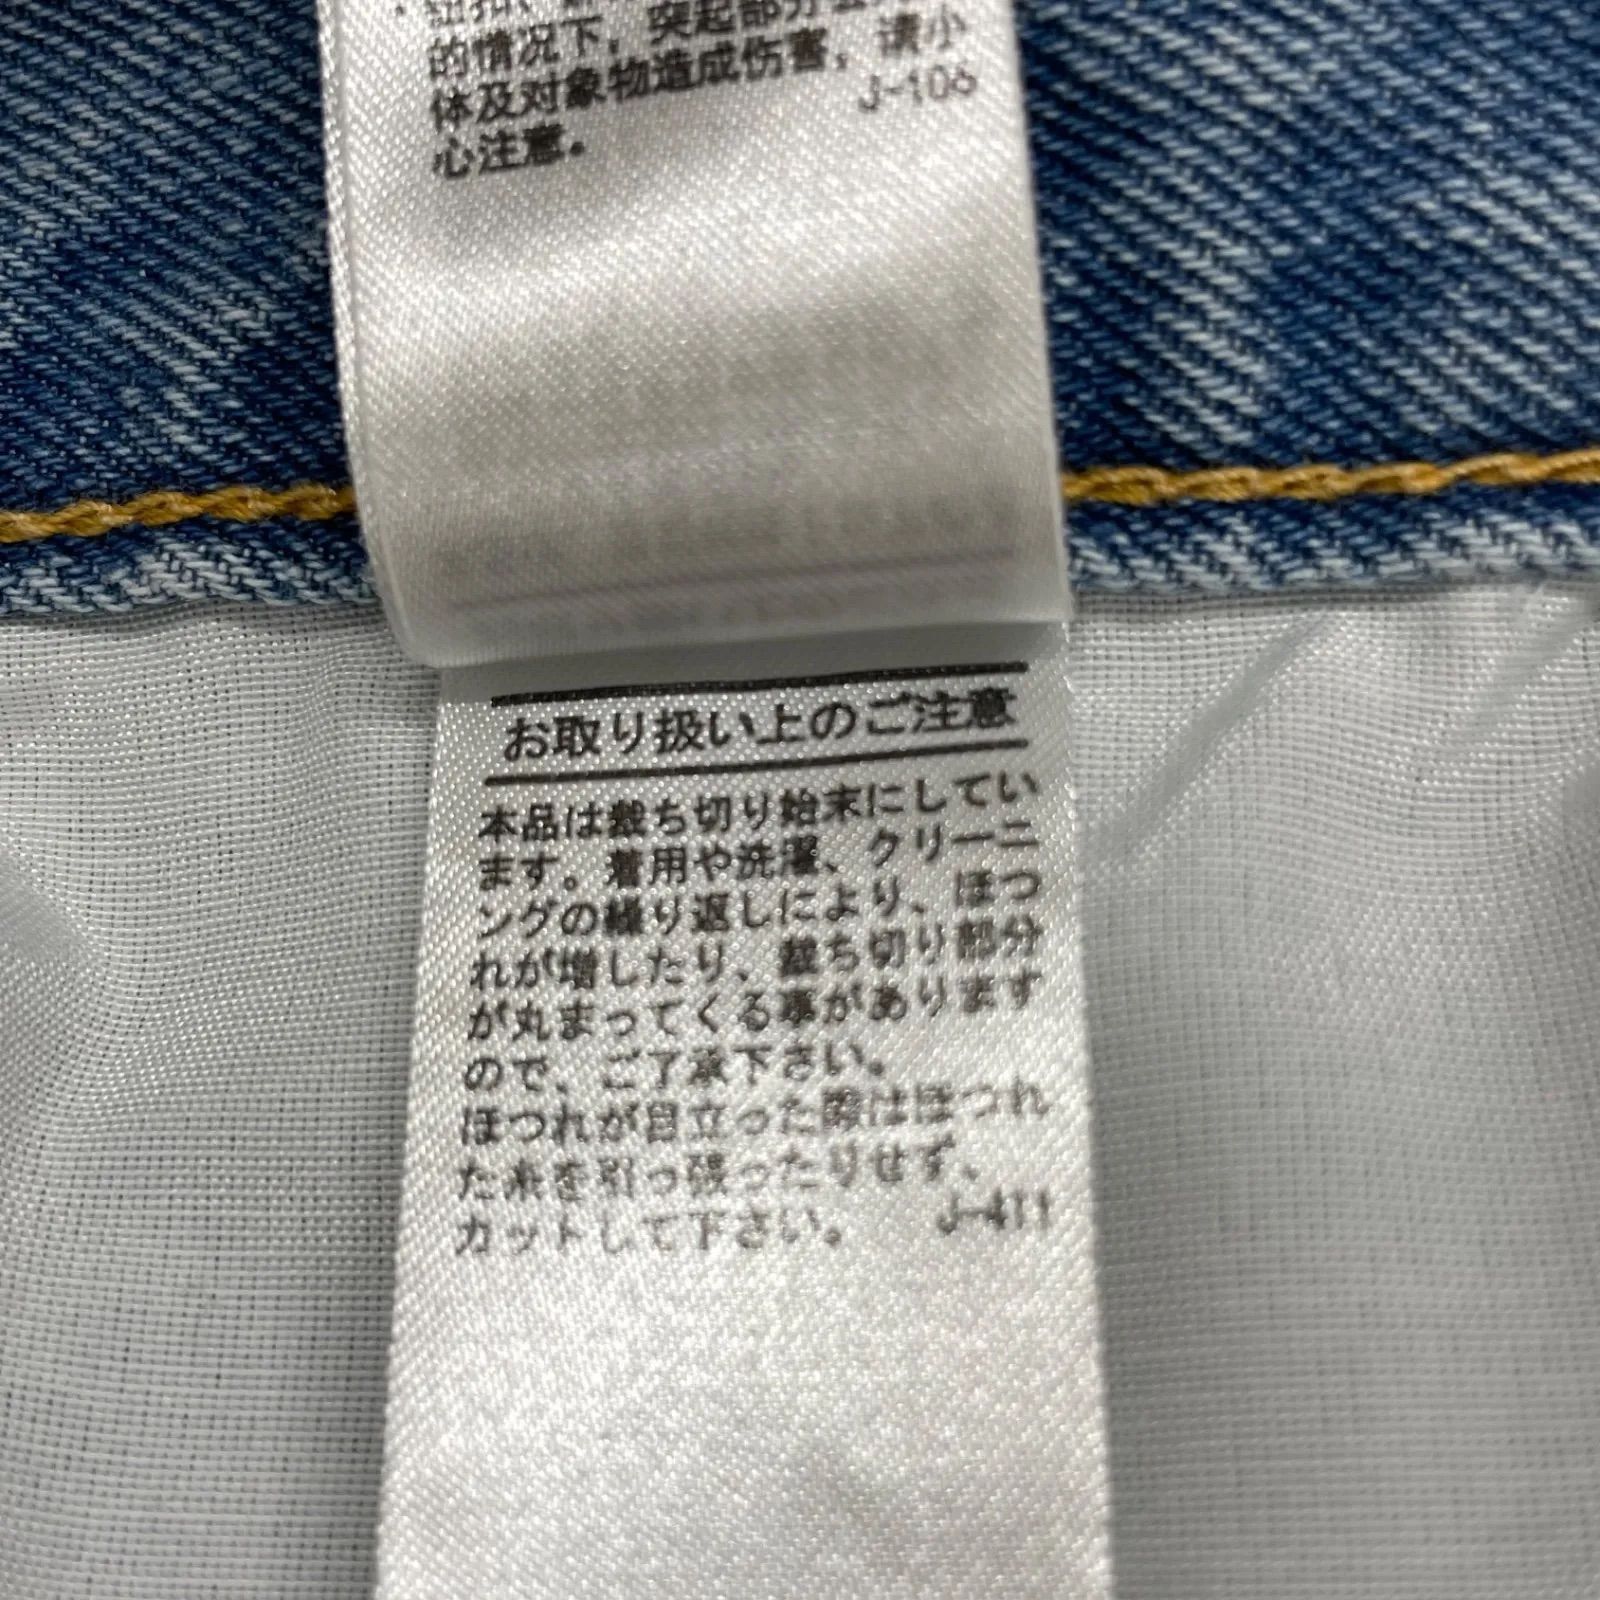 的情况下，突起部分会
体及对象物造成伤害，请小
心注意。
J-106
お取り扱い上のご注意
本品は裁ち切り始末にしてい
ます。着用や洗濯、クリーニ
ングの繰り返しにより、ほつ
れが増したり、裁ち切り部分
が丸まってくる事があります
ので、ご了承下さい。
ほつれが目立った際はほつれ
た糸を引っ張ったりせず、
カットして下さい。 J-411